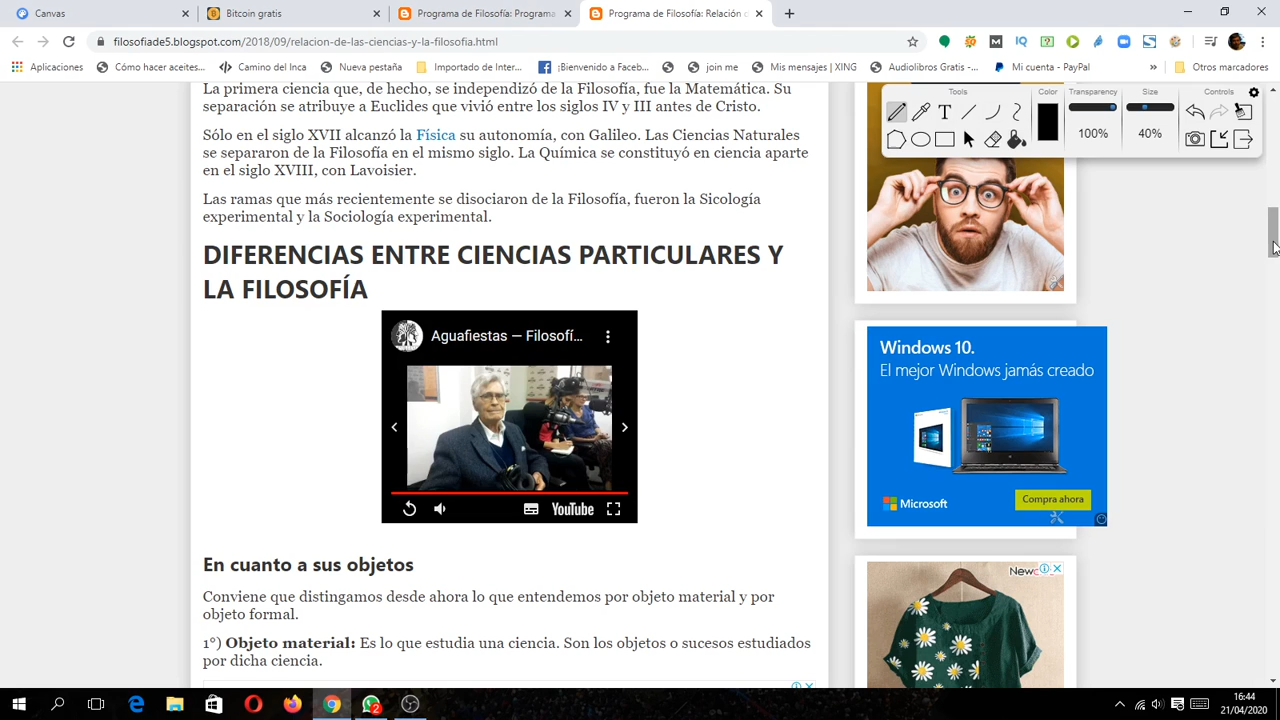 Canvas
Bitcoin gratis
Programa de Filosofía: Programa
Programa de Filosofía: Relación c
filosofiade5.blogspot.com/2018/09/relacion-de-las-ciencias-y-la-filosofia.html
Aplicaciones
Cómo hacer aceites...
Camino del Inca
Nueva pestaña
Importado de Inter...
¡Bienvenido a Faceb...
join me
Mis mensajes | XING
Audiolibros Gratis -...
Mi cuenta - PayPal
»
Otros marcadores
Tools
Color
Transparency
Size
Controls
100%
40%
La primera ciencia que, de hecho, se independizó de la Filosofía, fue la Matemática. Su
separación se atribuye a Euclides que vivió entre los siglos IV y III antes de Cristo.
Sólo en el siglo XVII alcanzó la Física su autonomía, con Galileo. Las Ciencias Naturales
se separaron de la Filosofía en el mismo siglo. La Química se constituyó en ciencia aparte
en el siglo XVIII, con Lavoisier.
Las ramas que más recientemente se disociaron de la Filosofía, fueron la Sicología
experimental y la Sociología experimental.
DIFERENCIAS ENTRE CIENCIAS PARTICULARES Y
LA FILOSOFÍA
Aguafiestas — Filosofí...
YouTube
En cuanto a sus objetos
Conviene que distingamos desde ahora lo que entendemos por objeto material y por
objeto formal.
1°) Objeto material: Es lo que estudia una ciencia. Son los objetos o sucesos estudiados
por dicha ciencia.
Windows 10.
El mejor Windows jamás creado
Microsoft
Compra ahora
16:44
21/04/2020